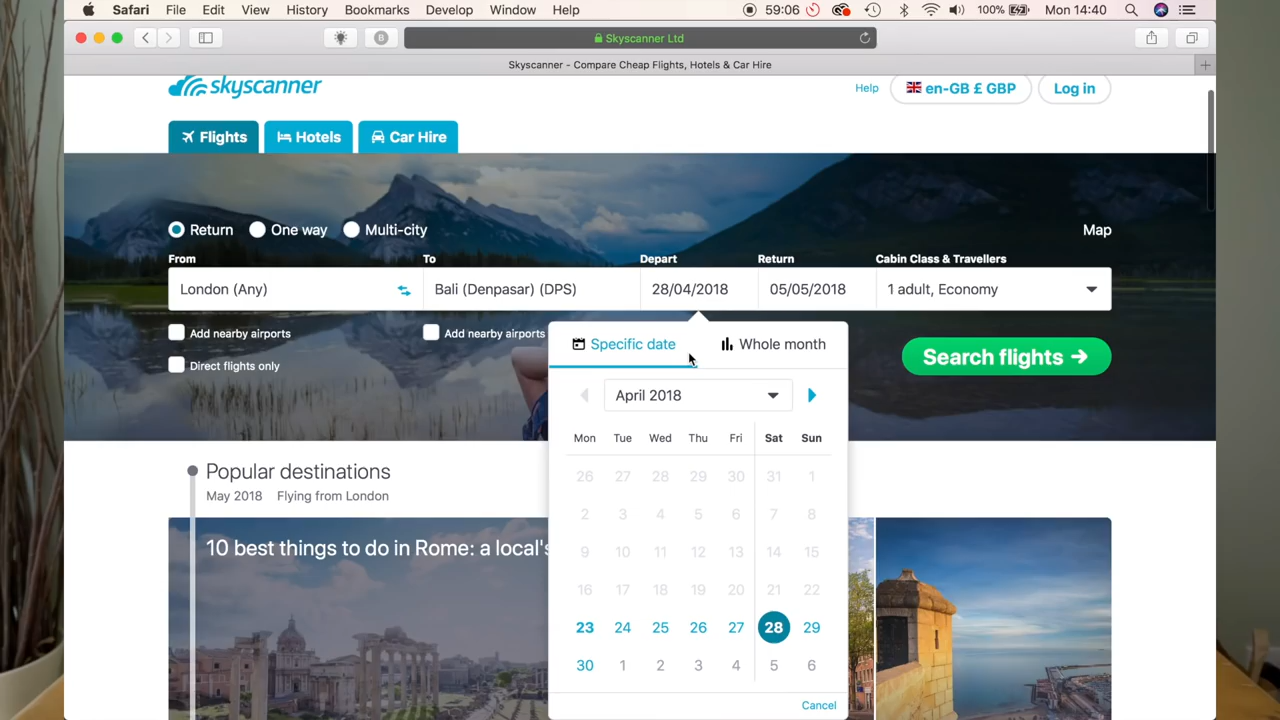 Safari File Edit View History Bookmarks Develop Window Help 59:06 100% Mon 14:40
B Skyscanner Ltd
Skyscanner - Compare Cheap Flights, Hotels & Car Hire
skyscanner Help en-GB £ GBP Log in
Flights Hotels Car Hire
Return One way Multi-city Map
From To Depart Return Cabin Class & Travellers
London (Any) Bali (Denpasar) (DPS) 28/04/2018 05/05/2018 1 adult, Economy
Add nearby airports Add nearby airports
Direct flights only
Specific date Whole month
Search flights →
April 2018
Mon Tue Wed Thu Fri Sat Sun
26 27 28 29 30 31 1
2 3 4 5 6 7 8
9 10 11 12 13 14 15
16 17 18 19 20 21 22
23 24 25 26 27 28 29
30 1 2 3 4 5 6
Cancel
Popular destinations
May 2018 Flying from London
10 best things to do in Rome: a local's